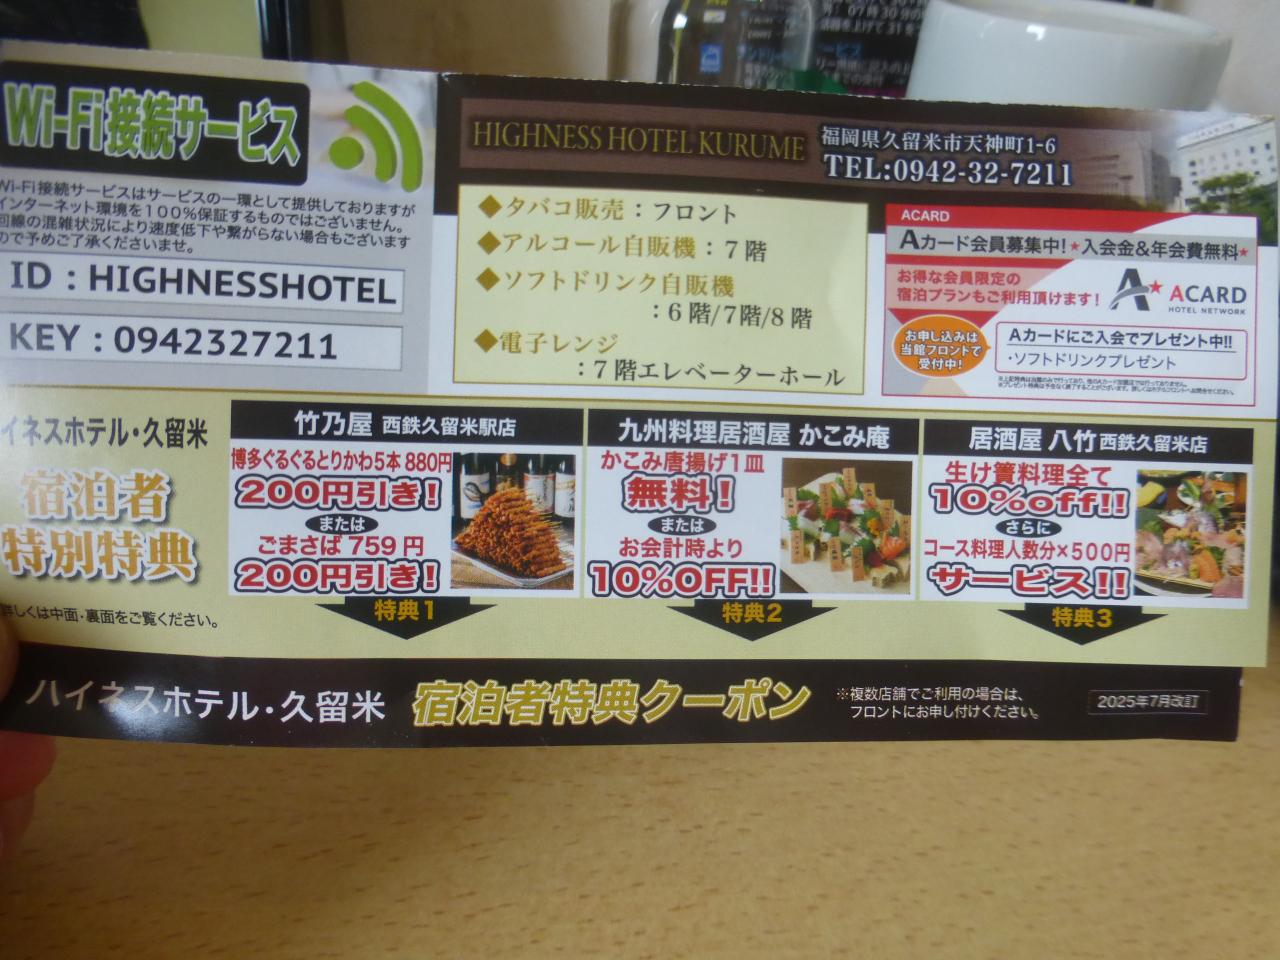 Wi-Fi接続サービス
Wi-Fi接続サービスはサービスの一環として提供しておりますが
インターネット環境を100%保証するものではございません。
回線の混雑状況により速度低下や繋がらない場合もございます
ので予めご了承くださいませ。
ID：HIGHNESSHOTEL
KEY：0942327211
HIGHNESS HOTEL KURUME
福岡県久留米市天神町1-6
TEL:0942-32-7211
◆タバコ販売：フロント
◆アルコール自販機：7階
◆ソフトドリンク自販機
：6階/7階/8階
◆電子レンジ
：7階エレベーターホール
ACARD
Aカード会員募集中!★入会金&年会費無料★
お得な会員限定の
宿泊プランもご利用頂けます!
ACARD
HOTEL NETWORK
お申し込みは
当館フロントで
受付中!
Aカードにご入会でプレゼント中!!
・ソフトドリンクプレゼント
イネスホテル・久留米
宿泊者
特別特典
詳しくは中面・裏面をご覧ください。
竹乃屋 西鉄久留米駅店
博多ぐるぐるとりかわ5本 880円
200円引き!
または
ごまさば 759円
200円引き!
特典1
九州料理居酒屋 かこみ庵
かこみ唐揚げ1皿
無料!
または
お会計時より
10%OFF!!
特典2
居酒屋 八竹 西鉄久留米店
生け簀料理全て
10%off!!
さらに
コース料理人数分×500円
サービス!!
特典3
ハイネスホテル・久留米
宿泊者特典クーポン
※複数店舗でご利用の場合は、
フロントにお申し付けください。
2025年7月改訂